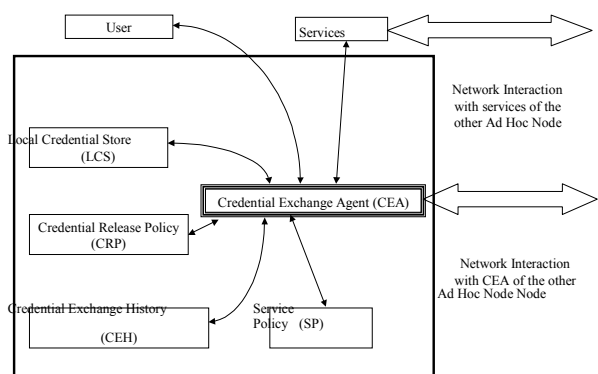 User
Services
Network Interaction
with services of the
other Ad Hoc Node
Local Credential Store
(LCS)
Credential Exchange Agent (CEA)
Credential Release Policy
(CRP)
Network Interaction
with CEA of the other
Ad Hoc Node Node
Credential Exchange History
(CEH)
Service
Policy (SP)